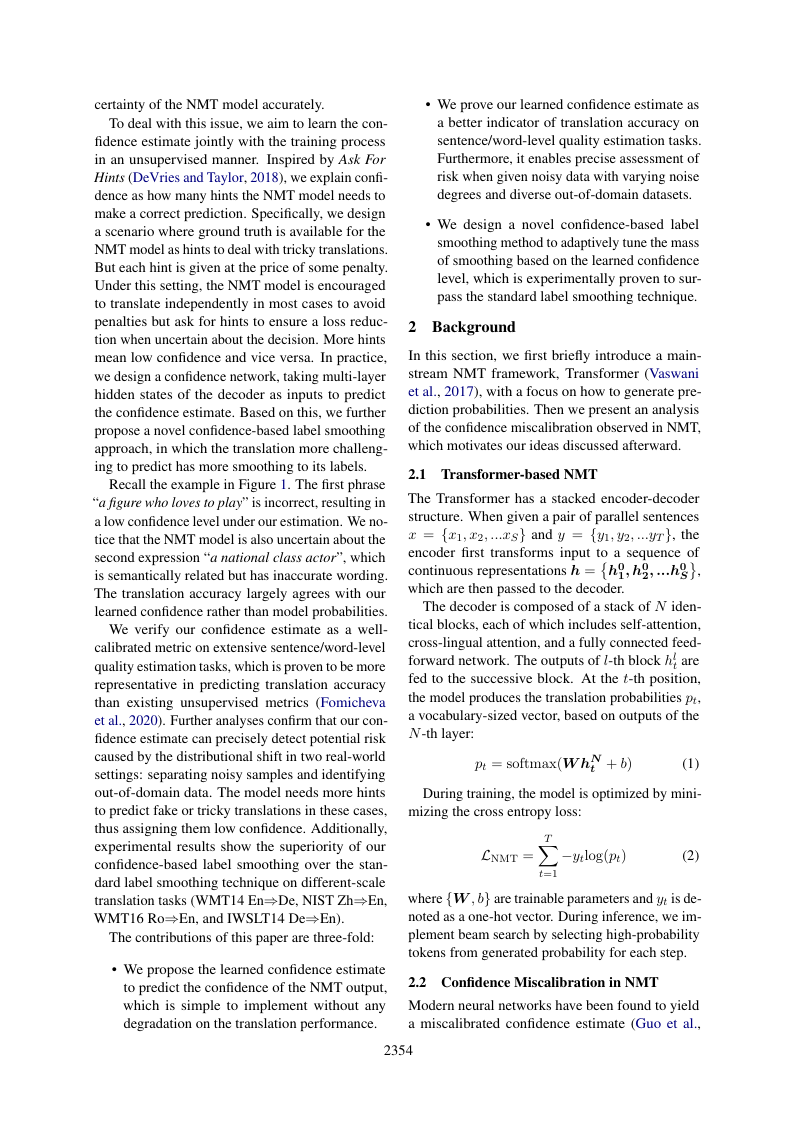 certainty of the NMT model accurately.
To deal with this issue, we aim to learn the con-
fidence estimate jointly with the training process
in an unsupervised manner. Inspired by Ask For
Hints (DeVries and Taylor, 2018), we explain confi-
dence as how many hints the NMT model needs to
make a correct prediction. Specifically, we design
a scenario where ground truth is available for the
NMT model as hints to deal with tricky translations.
But each hint is given at the price of some penalty.
Under this setting, the NMT model is encouraged
to translate independently in most cases to avoid
penalties but ask for hints to ensure a loss reduc-
tion when uncertain about the decision. More hints
mean low confidence and vice versa. In practice,
we design a confidence network, taking multi-layer
hidden states of the decoder as inputs to predict
the confidence estimate. Based on this, we further
propose a novel confidence-based label smoothing
approach, in which the translation more challeng-
ing to predict has more smoothing to its labels.
Recall the example in Figure 1. The first phrase
“a figure who loves to play” is incorrect, resulting in
a low confidence level under our estimation. We no-
tice that the NMT model is also uncertain about the
second expression “a national class actor”, which
is semantically related but has inaccurate wording.
The translation accuracy largely agrees with our
learned confidence rather than model probabilities.
We verify our confidence estimate as a well-
calibrated metric on extensive sentence/word-level
quality estimation tasks, which is proven to be more
representative in predicting translation accuracy
than existing unsupervised metrics (Fomicheva
et al., 2020). Further analyses confirm that our con-
fidence estimate can precisely detect potential risk
caused by the distributional shift in two real-world
settings: separating noisy samples and identifying
out-of-domain data. The model needs more hints
to predict fake or tricky translations in these cases,
thus assigning them low confidence. Additionally,
experimental results show the superiority of our
confidence-based label smoothing over the stan-
dard label smoothing technique on different-scale
translation tasks (WMT14 En⇒De, NIST Zh⇒En,
WMT16 Ro⇒En, and IWSLT14 De⇒En).
The contributions of this paper are three-fold:
• We propose the learned confidence estimate
to predict the confidence of the NMT output,
which is simple to implement without any
degradation on the translation performance.
• We prove our learned confidence estimate as
a better indicator of translation accuracy on
sentence/word-level quality estimation tasks.
Furthermore, it enables precise assessment of
risk when given noisy data with varying noise
degrees and diverse out-of-domain datasets.
• We design a novel confidence-based label
smoothing method to adaptively tune the mass
of smoothing based on the learned confidence
level, which is experimentally proven to sur-
pass the standard label smoothing technique.
2 Background
In this section, we first briefly introduce a main-
stream NMT framework, Transformer (Vaswani
et al., 2017), with a focus on how to generate pre-
diction probabilities. Then we present an analysis
of the confidence miscalibration observed in NMT,
which motivates our ideas discussed afterward.
2.1 Transformer-based NMT
The Transformer has a stacked encoder-decoder
structure. When given a pair of parallel sentences
x = {x_1, x_2, ...x_S} and y = {y_1, y_2, ...y_T}, the
encoder first transforms input to a sequence of
continuous representations h = {h_1^0, h_2^0, ...h_S^0},
which are then passed to the decoder.
The decoder is composed of a stack of N iden-
tical blocks, each of which includes self-attention,
cross-lingual attention, and a fully connected feed-
forward network. The outputs of l-th block h_t^l are
fed to the successive block. At the t-th position,
the model produces the translation probabilities p_t,
a vocabulary-sized vector, based on outputs of the
N-th layer:
p_t = softmax(W h_t^N + b) (1)
During training, the model is optimized by mini-
mizing the cross entropy loss:
L_NMT = ∑_{t=1}^{T} −y_t log(p_t) (2)
where {W, b} are trainable parameters and y_t is de-
noted as a one-hot vector. During inference, we im-
plement beam search by selecting high-probability
tokens from generated probability for each step.
2.2 Confidence Miscalibration in NMT
Modern neural networks have been found to yield
a miscalibrated confidence estimate (Guo et al.,
2354